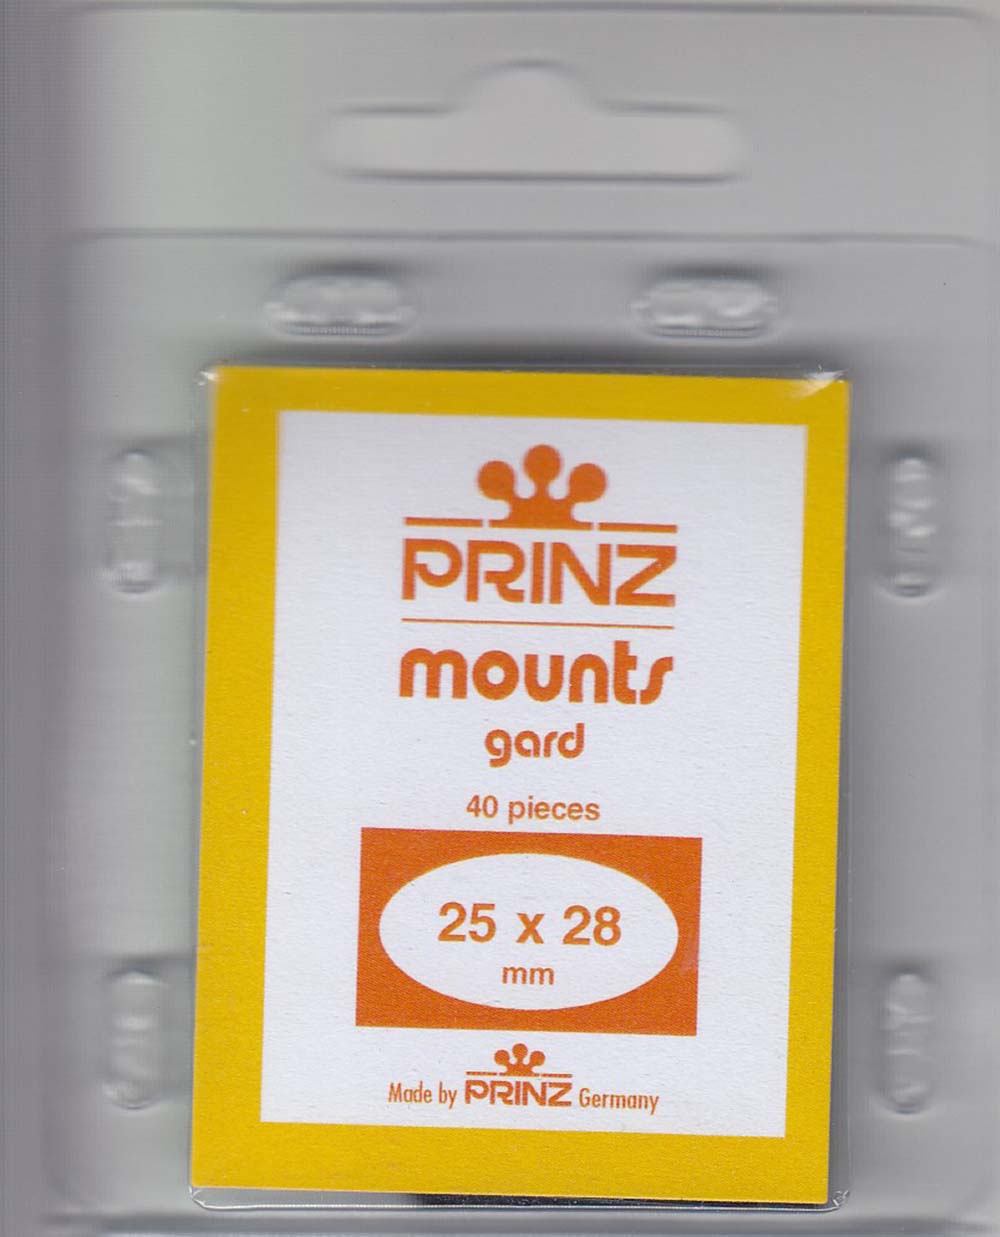 PRINZ
mounts
gard
40 pieces
25 x 28
mm
Made by PRINZ Germany